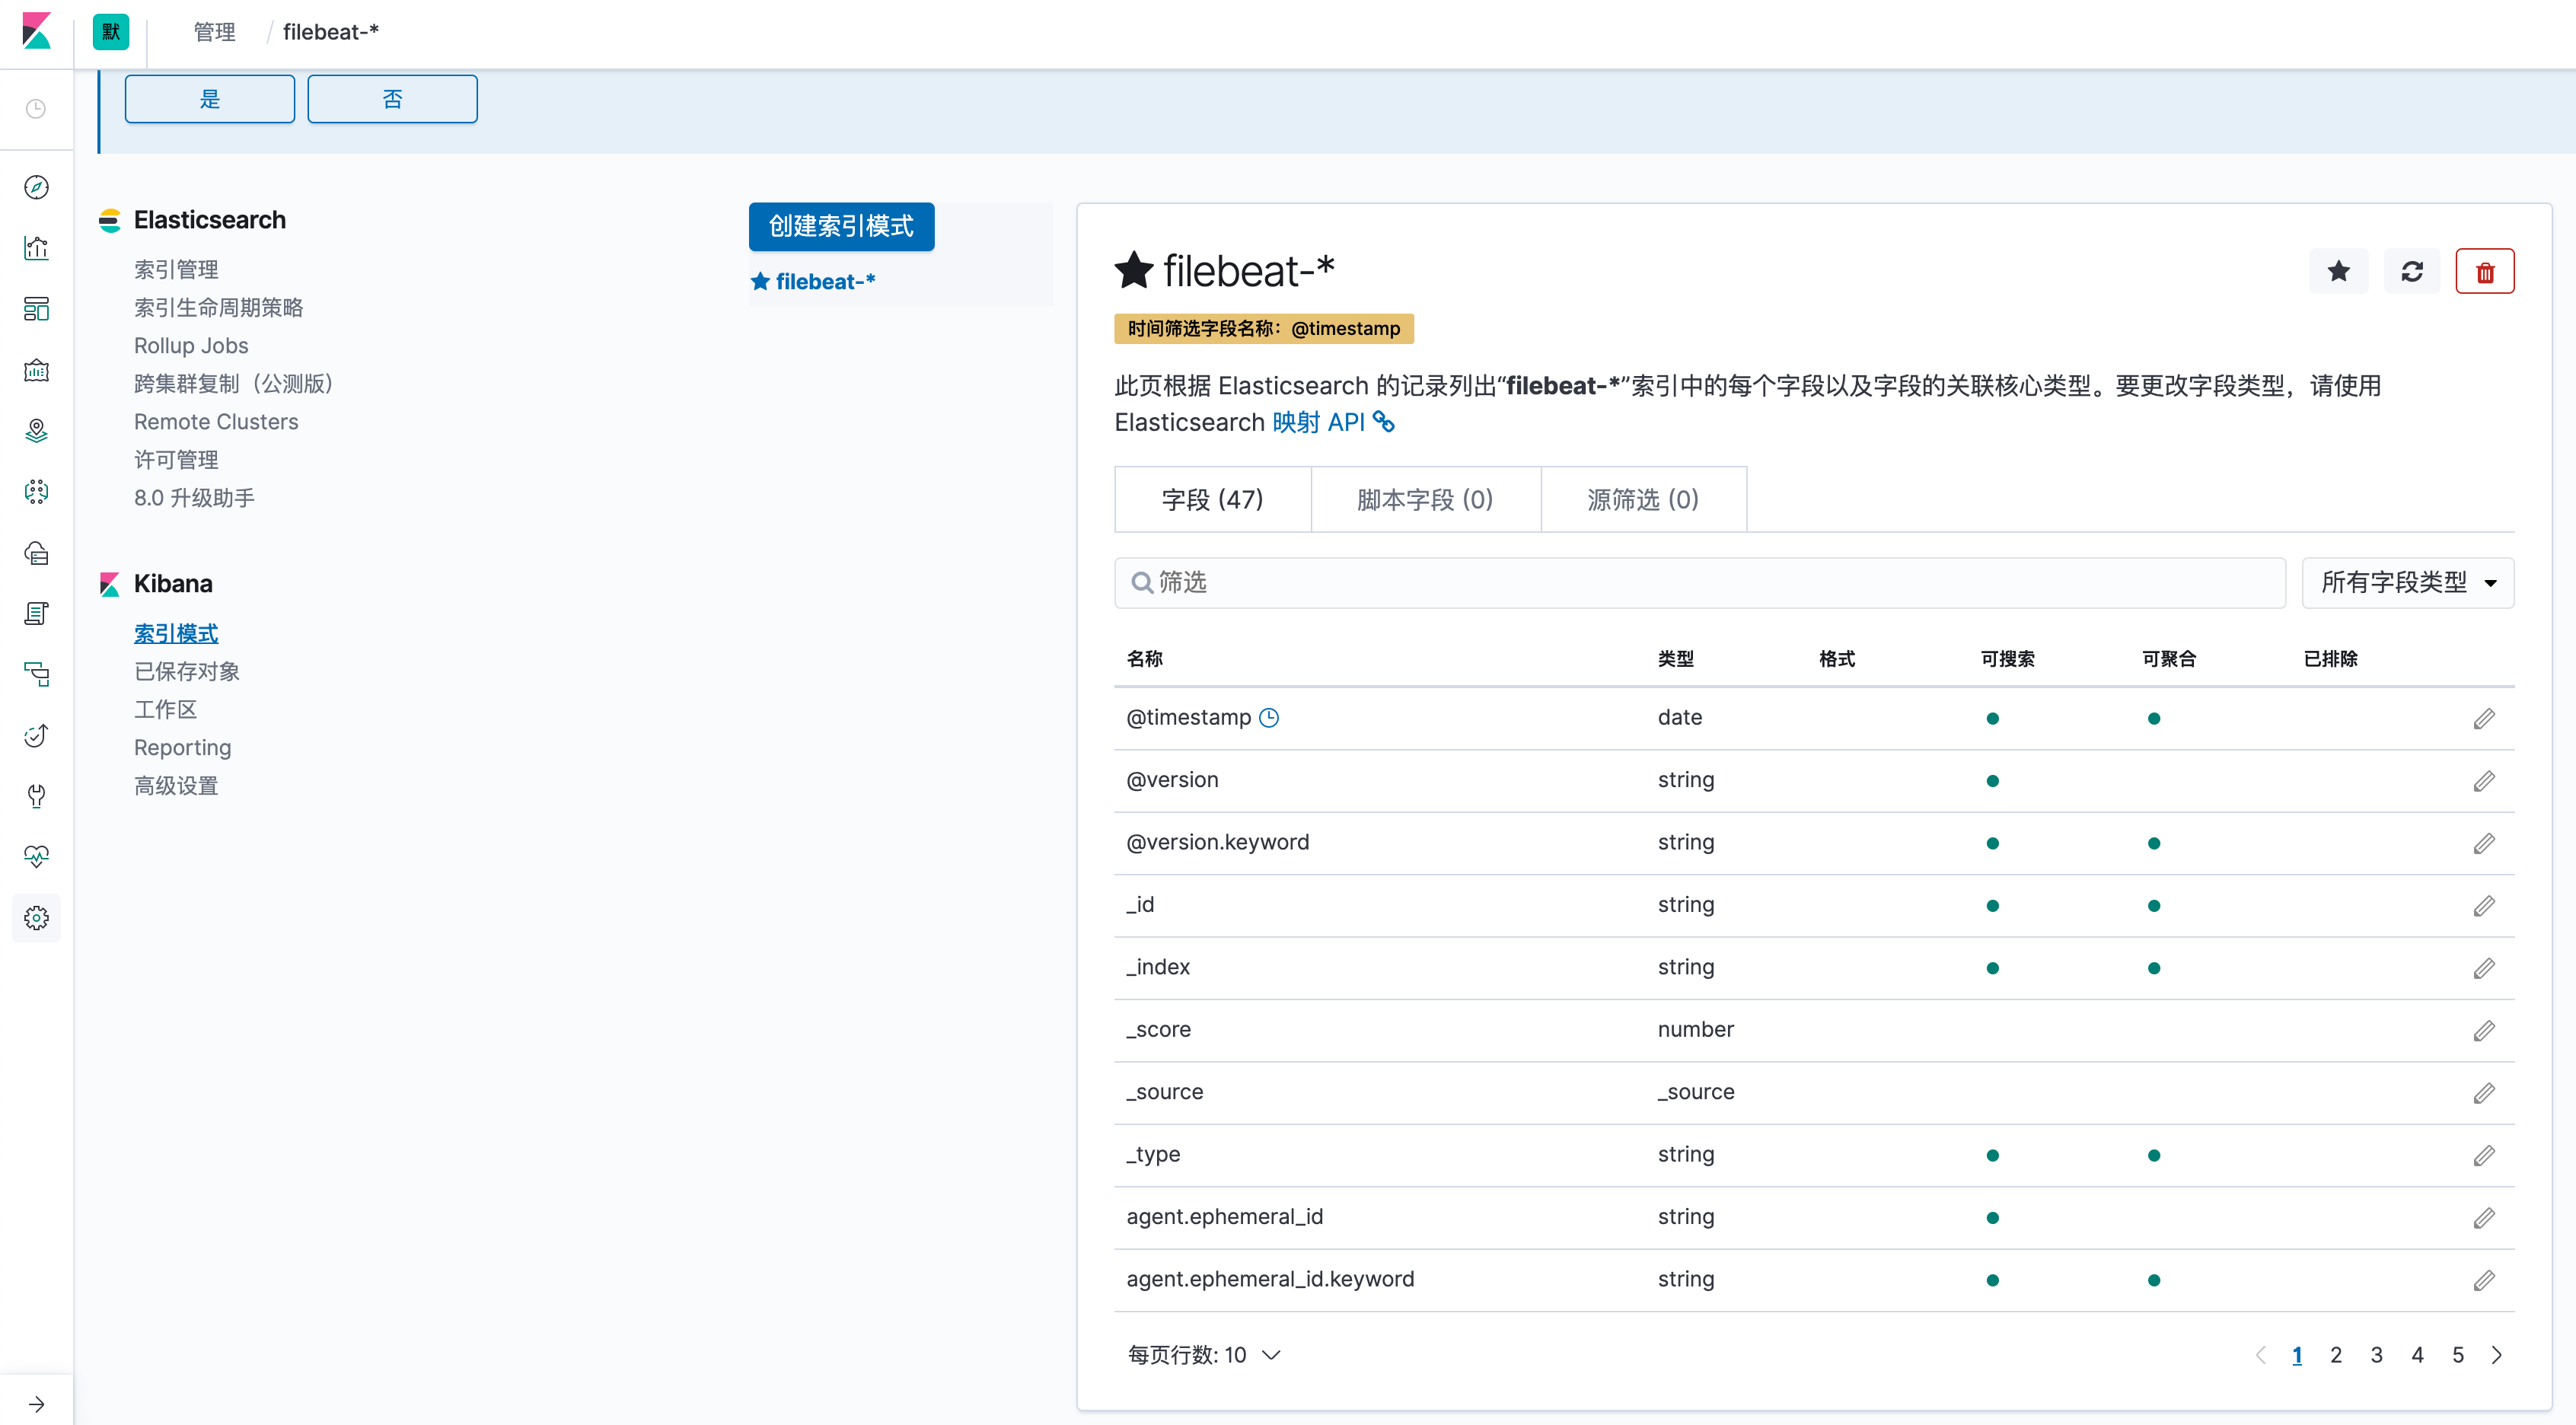 默 管理 / filebeat-*
是 否
Elasticsearch
索引管理
索引生命周期策略
Rollup Jobs
跨集群复制（公测版）
Remote Clusters
许可管理
8.0 升级助手
Kibana
索引模式
已保存对象
工作区
Reporting
高级设置
创建索引模式
filebeat-*
filebeat-*
时间筛选字段名称：@timestamp
此页根据 Elasticsearch 的记录列出“filebeat-*”索引中的每个字段以及字段的关联核心类型。要更改字段类型，请使用
Elasticsearch 映射 API
字段 (47) 脚本字段 (0) 源筛选 (0)
筛选 所有字段类型
名称 类型 格式 可搜索 可聚合 已排除
@timestamp date
@version string
@version.keyword string
_id string
_index string
_score number
_source _source
_type string
agent.ephemeral_id string
agent.ephemeral_id.keyword string
每页行数: 10 1 2 3 4 5